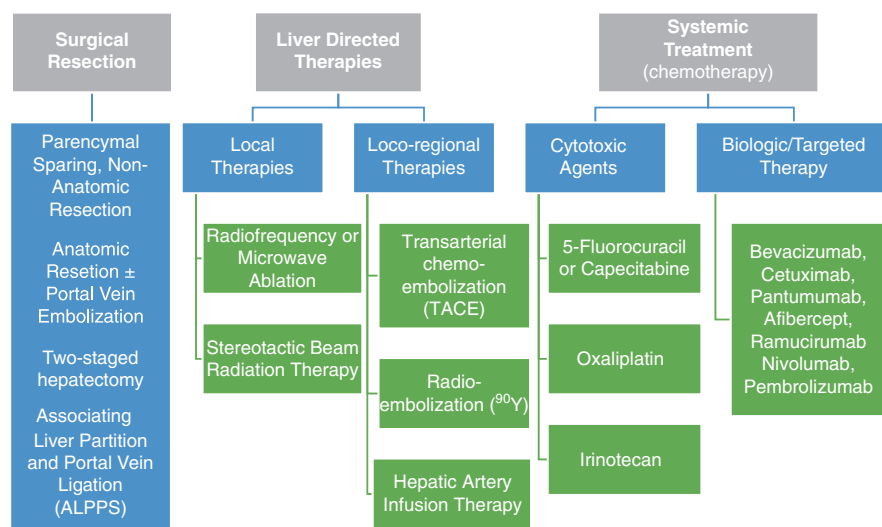 Surgical
Resection
Parencymal
Sparing, Non-
Anatomic
Resection
Anatomic
Resetion ±
Portal Vein
Embolization
Two-staged
hepatectomy
Associating
Liver Partition
and Portal Vein
Ligation
(ALPPS)
Liver Directed
Therapies
Local
Therapies
Radiofrequency or
Microwave
Ablation
Stereotactic Beam
Radiation Therapy
Loco-regional
Therapies
Transarterial
chemo-
embolization
(TACE)
Radio-
embolization (⁹⁰Y)
Hepatic Artery
Infusion Therapy
Systemic
Treatment
(chemotherapy)
Cytotoxic
Agents
5-Fluorocuracil
or Capecitabine
Oxaliplatin
Irinotecan
Biologic/Targeted
Therapy
Bevacizumab,
Cetuximab,
Pantumumab,
Afibercept,
Ramucirumab
Nivolumab,
Pembrolizumab